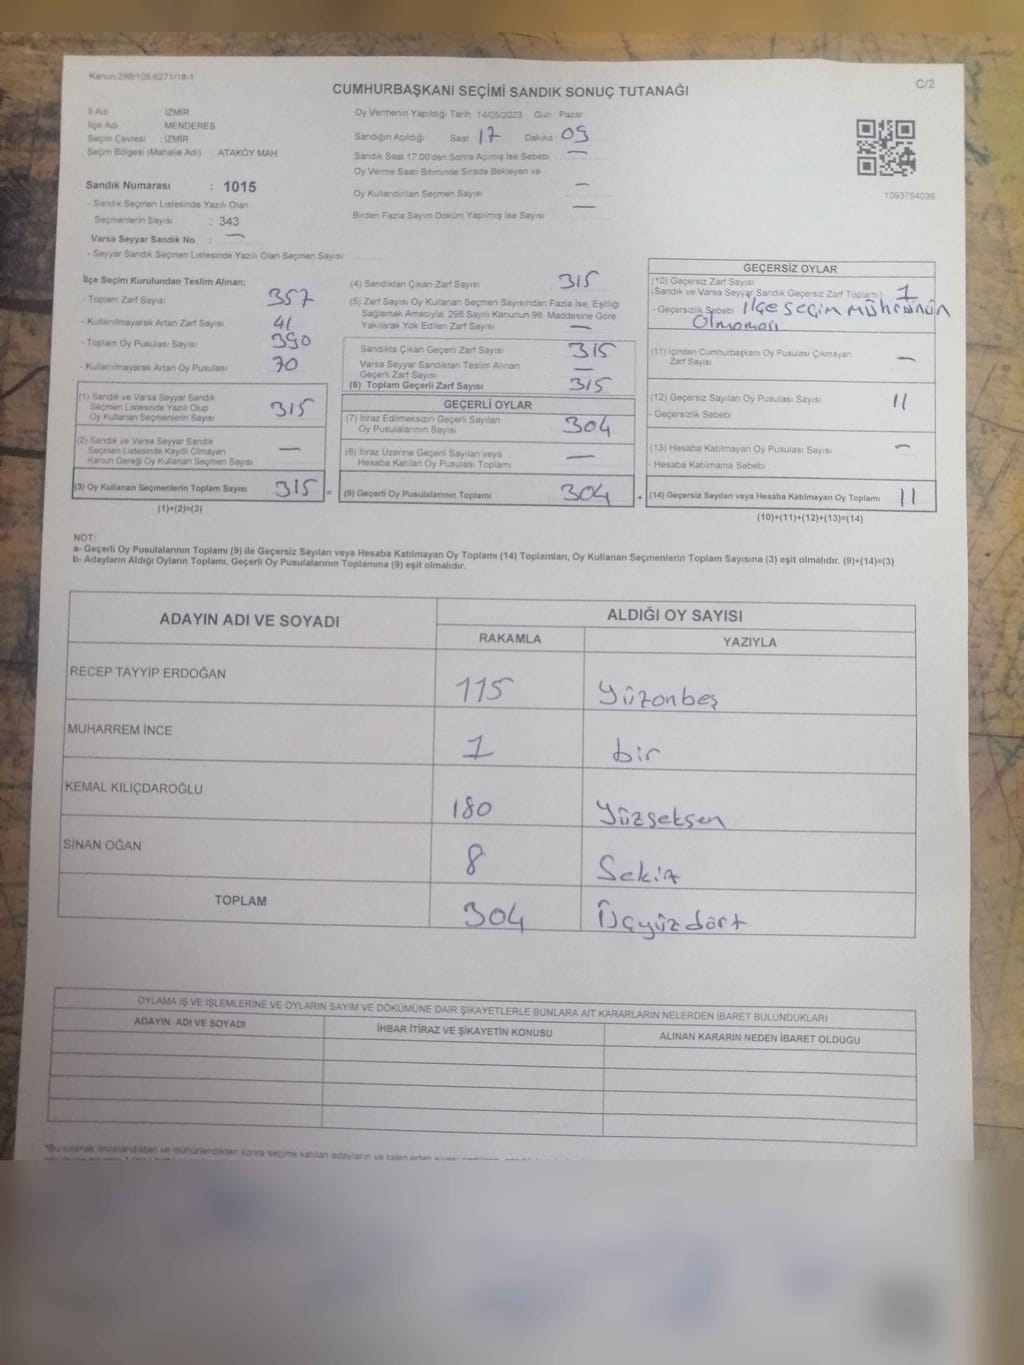 Kanun 298/105 6271/18-1
C/2
CUMHURBAŞKANI SEÇİMİ SANDIK SONUÇ TUTANAĞI
İl Adı : İZMİR
İlçe Adı : MENDERES
Seçim Çevresi : İZMİR
Seçim Bölgesi (Mahalle Adı) : ATAKÖY MAH
Sandık Numarası : 1015
- Sandık Seçmen Listesinde Yazılı Olan
Seçmenlerin Sayısı : 343
Varsa Seyyar Sandık No : —
- Seyyar Sandık Seçmen Listesinde Yazılı Olan Seçmen Sayısı:
Oy Vermenin Yapıldığı Tarih 14/05/2023 Gün Pazar
Sandığın Açıldığı Saat 17 Dakika 09
Sandık Saat 17:00'den Sonra Açılmış İse Sebebi —
Oy Verme Saati Bitiminde Sırada Bekleyen ve
Oy Kullandırılan Seçmen Sayısı —
Birden Fazla Sayım Döküm Yapılmış İse Sayısı —
1093754036
İlçe Seçim Kurulundan Teslim Alınan;
- Toplam Zarf Sayısı 357
- Kullanılmayarak Artan Zarf Sayısı 41
- Toplam Oy Pusulası Sayısı 390
- Kullanılmayarak Artan Oy Pusulası 70
(1) Sandık ve Varsa Seyyar Sandık
Seçmen Listesinde Yazılı Olup
Oy Kullanan Seçmenlerin Sayısı 315
(2) Sandık ve Varsa Seyyar Sandık
Seçmen Listesinde Kayıtlı Olmayan
Kanun Gereği Oy Kullanan Seçmen Sayısı —
(3) Oy Kullanan Seçmenlerin Toplam Sayısı 315 =
(1)+(2)=(3)
(4) Sandıktan Çıkan Zarf Sayısı 315
(5) Zarf Sayısı Oy Kullanan Seçmen Sayısından Fazla İse, Eşitliği
Sağlamak Amacıyla, 298 Sayılı Kanunun 98. Maddesine Göre
Yakılarak Yok Edilen Zarf Sayısı —
Sandıkta Çıkan Geçerli Zarf Sayısı 315
Varsa Seyyar Sandıktan Teslim Alınan
Geçerli Zarf Sayısı —
(6) Toplam Geçerli Zarf Sayısı 315
GEÇERLİ OYLAR
(7) İtiraz Edilmeksizin Geçerli Sayılan
Oy Pusulalarının Sayısı 304
(8) İtiraz Üzerine Geçerli Sayılan veya
Hesaba Katılan Oy Pusulası Toplamı —
(9) Geçerli Oy Pusulalarının Toplamı 304 +
GEÇERSİZ OYLAR
(10) Geçersiz Zarf Sayısı
(Sandık ve Varsa Seyyar Sandık Geçersiz Zarf Toplamı) 1
- Geçersizlik Sebebi İlçe seçim mührünün
Olmaması
(11) İçinden Cumhurbaşkanı Oy Pusulası Çıkmayan
Zarf Sayısı —
(12) Geçersiz Sayılan Oy Pusulası Sayısı 11
- Geçersizlik Sebebi
(13) Hesaba Katılmayan Oy Pusulası Sayısı —
- Hesaba Katılmama Sebebi
(14) Geçersiz Sayılan veya Hesaba Katılmayan Oy Toplamı 11
(10)+(11)+(12)+(13)=(14)
NOT:
a- Geçerli Oy Pusulalarının Toplamı (9) ile Geçersiz Sayılan veya Hesaba Katılmayan Oy Toplamı (14) Toplamları, Oy Kullanan Seçmenlerin Toplam Sayısına (3) eşit olmalıdır. (9)+(14)=(3)
b- Adayların Aldığı Oyların Toplamı, Geçerli Oy Pusulalarının Toplamına (9) eşit olmalıdır.
ADAYIN ADI VE SOYADI
ALDIĞI OY SAYISI
RAKAMLA YAZIYLA
RECEP TAYYİP ERDOĞAN 115 Yüzonbeş
MUHARREM İNCE 1 bir
KEMAL KILIÇDAROĞLU 180 Yüzseksen
SİNAN OĞAN 8 Sekiz
TOPLAM 304 Üçyüzdört
OYLAMA İŞ VE İŞLEMLERİNE VE OYLARIN SAYIM VE DÖKÜMÜNE DAİR ŞİKAYETLERLE BUNLARA AİT KARARLARIN NELERDEN İBARET BULUNDUKLARI
ADAYIN ADI VE SOYADI
İHBAR İTİRAZ VE ŞİKAYETİN KONUSU
ALINAN KARARIN NEDEN İBARET OLDUĞU
*Bu tutanak imzalandıktan ve mühürlendikten sonra seçime katılan adayların ve talep eden siyasi